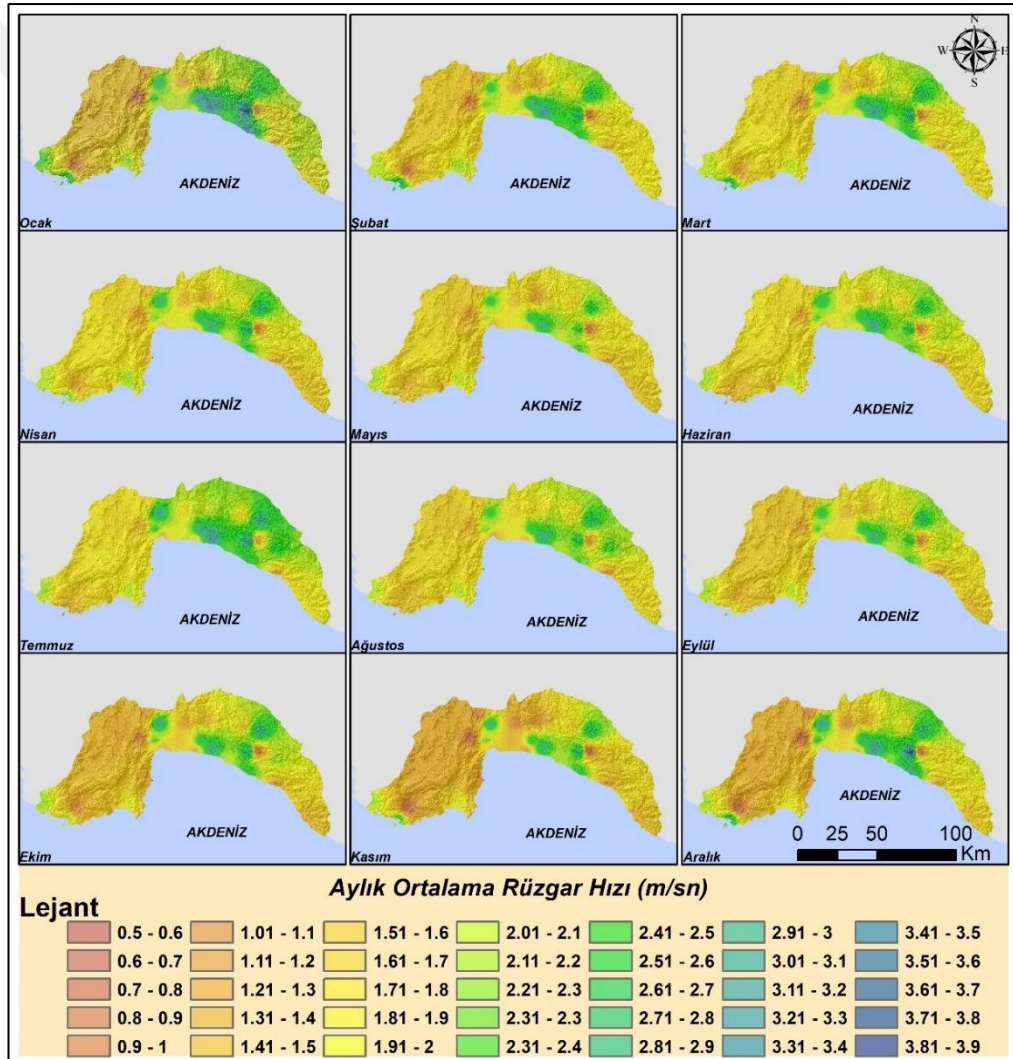 N
W E
S
AKDENİZ AKDENİZ AKDENİZ
Ocak Şubat Mart
AKDENİZ AKDENİZ AKDENİZ
Nisan Mayıs Haziran
AKDENİZ AKDENİZ AKDENİZ
Temmuz Ağustos Eylül
AKDENİZ
0 25 50 100
AKDENİZ AKDENİZ Km
Ekim Kasım Aralık
Aylık Ortalama Rüzgar Hızı (m/sn)
Lejant
0.5 - 0.6 1.01 - 1.1 1.51 - 1.6 2.01 - 2.1 2.41 - 2.5 2.91 - 3 3.41 - 3.5
0.6 - 0.7 1.11 - 1.2 1.61 - 1.7 2.11 - 2.2 2.51 - 2.6 3.01 - 3.1 3.51 - 3.6
0.7 - 0.8 1.21 - 1.3 1.71 - 1.8 2.21 - 2.3 2.61 - 2.7 3.11 - 3.2 3.61 - 3.7
0.8 - 0.9 1.31 - 1.4 1.81 - 1.9 2.31 - 2.3 2.71 - 2.8 3.21 - 3.3 3.71 - 3.8
0.9 - 1 1.41 - 1.5 1.91 - 2 2.31 - 2.4 2.81 - 2.9 3.31 - 3.4 3.81 - 3.9